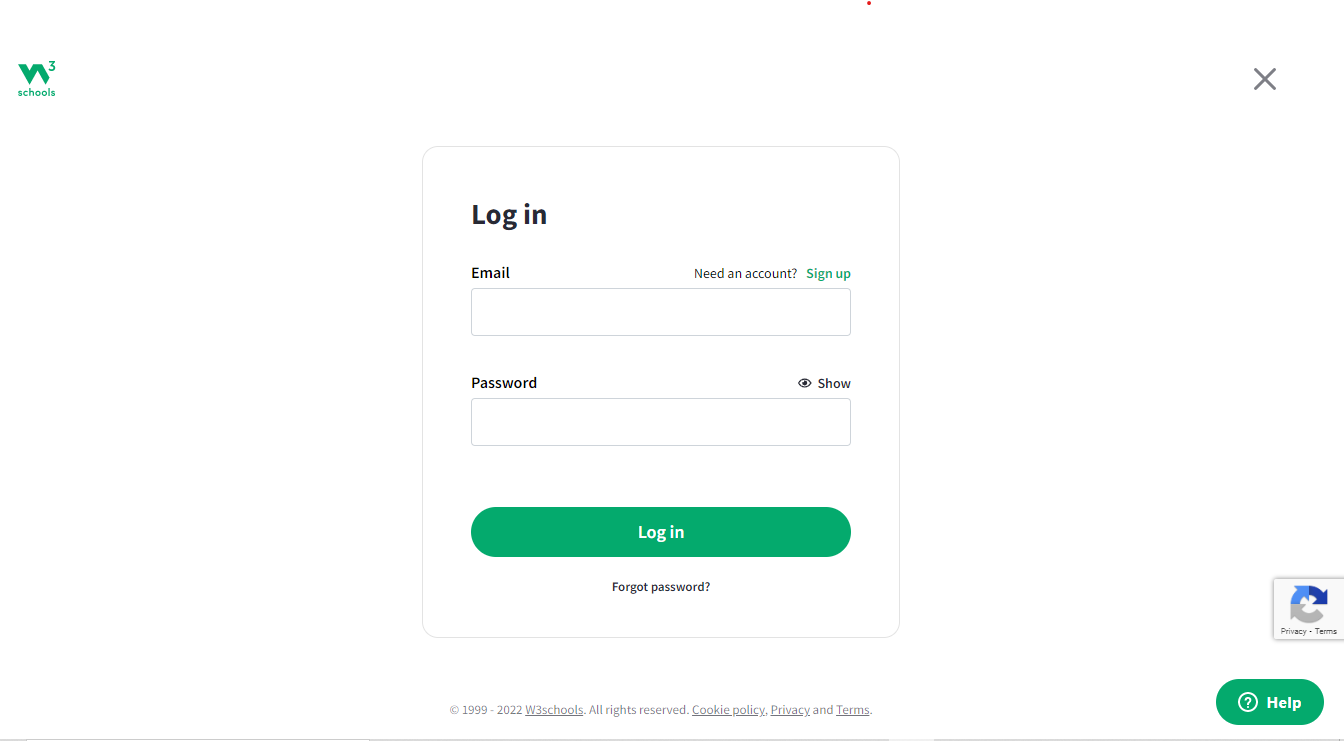 3
schools
Log in
Email Need an account? Sign up
Password Show
Log in
Forgot password?
Privacy - Terms
© 1999 - 2022 W3schools. All rights reserved. Cookie policy, Privacy and Terms.
Help